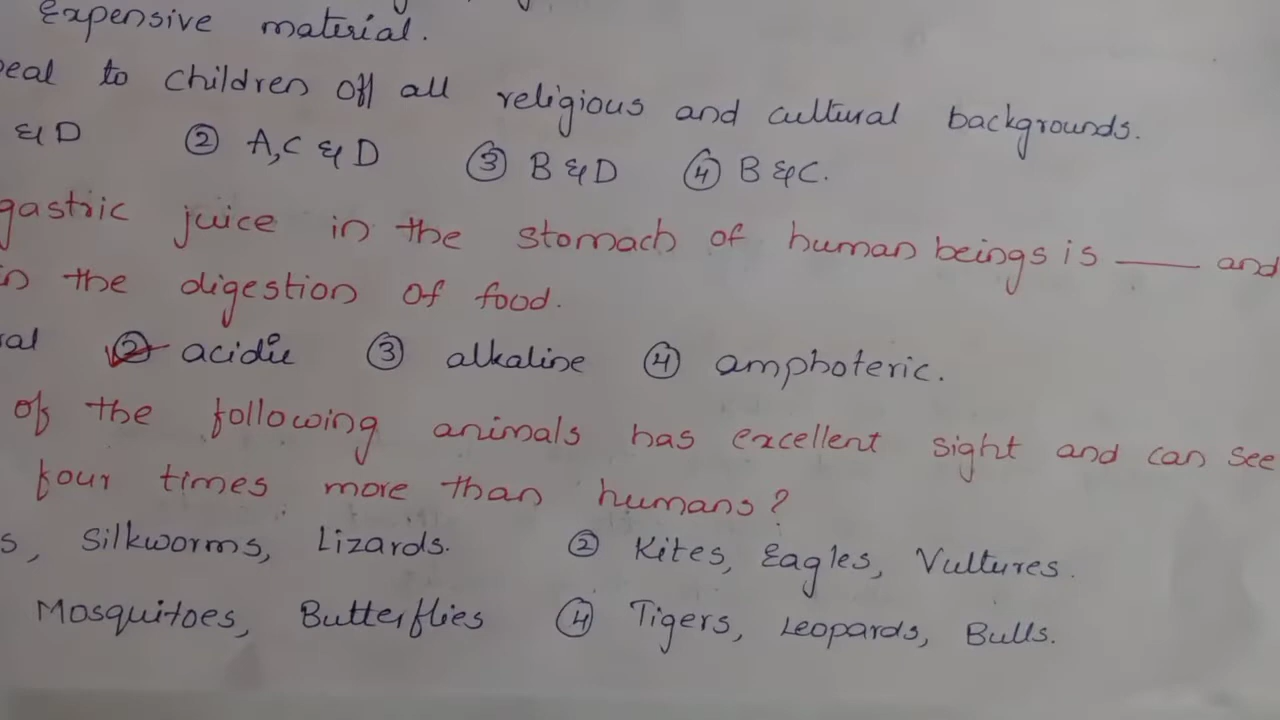 Expensive material.
to children off all religious and cultural backgrounds.
& D ② A,C & D ③ B & D ④ B & C.
gastric juice in the stomach of human beings is ____ and
in the digestion of food.
② acidic ③ alkaline ④ amphoteric.
of the following animals has excellent sight and can see
four times more than humans?
s, Silkworms, Lizards. ② Kites, Eagles, Vultures.
Mosquitoes, Butterflies ④ Tigers, Leopards, Bulls.